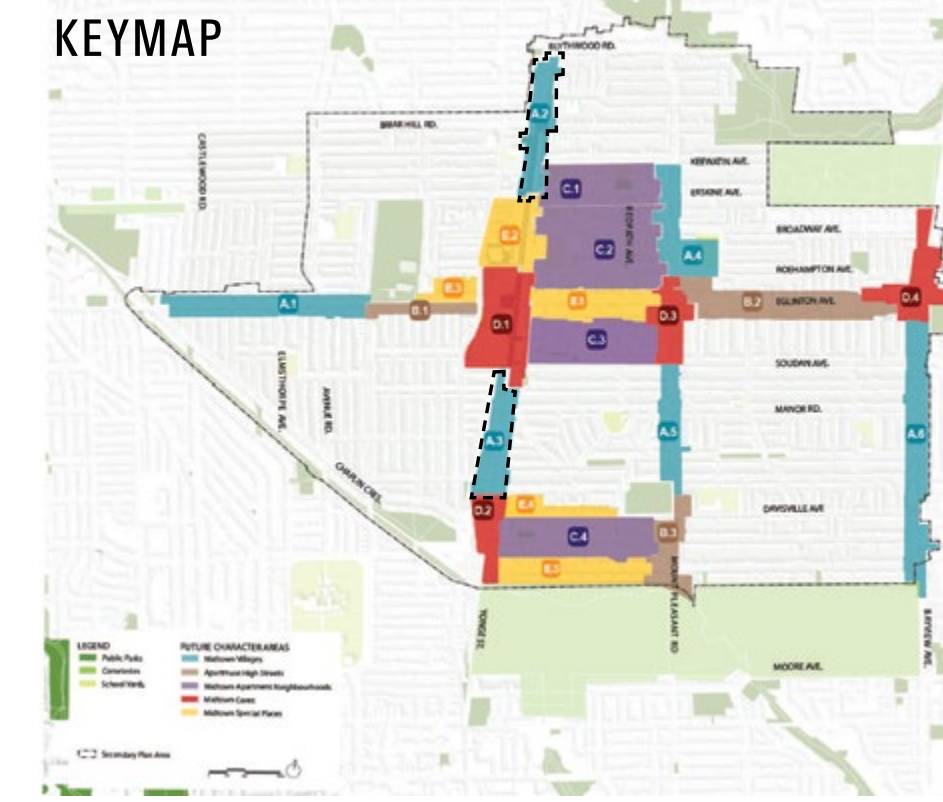 KEYMAP
BLYTHWOOD RD.
A.2
BRIAR HILL RD.
CASTLEWOOD RD.
KEEWATIN AVE.
C.1
ERSKINE AVE.
REDPATH AVE.
BROADWAY AVE.
E.2
C.2
A.4
ROEHAMPTON AVE.
E.3
A.1
B.1
E.1
B.2
EGLINTON AVE.
D.4
D.1
D.3
C.3
SOUDAN AVE.
ELMSTHORPE AVE.
AVENUE RD.
MANOR RD.
A.3
A.5
A.6
CHAPLIN CRES.
D.2
E.4
DAVISVILLE AVE
C.4
B.3
E.5
MOUNT PLEASANT RD
YONGE ST.
BAYVIEW AVE.
MOORE AVE.
LEGEND
Public Parks
Cemeteries
School Yards
FUTURE CHARACTER AREAS
Midtown Villages
Apartment High Streets
Midtown Apartment Neighbourhoods
Midtown Cores
Midtown Special Places
Secondary Plan Area